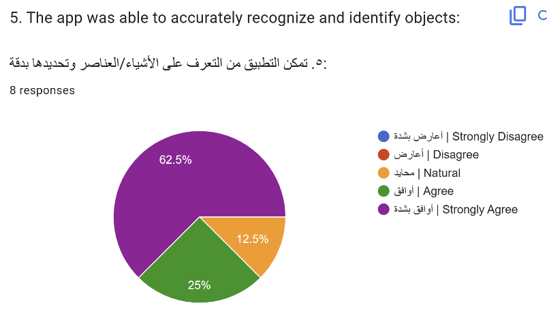 5. The app was able to accurately recognize and identify objects:
٥. تمكن التطبيق من التعرف على الأشياء/العناصر وتحديدها بدقة:
8 responses
أعارض بشدة | Strongly Disagree
أعارض | Disagree
محايد | Natural
أوافق | Agree
أوافق بشدة | Strongly Agree
62.5%
12.5%
25%